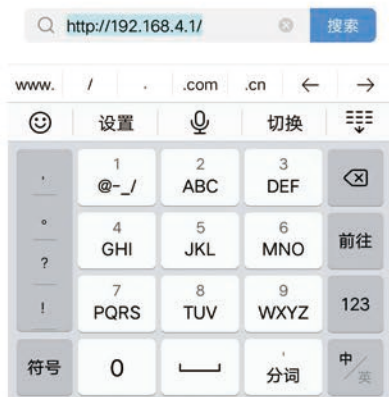 http://192.168.4.1/ 搜索
www. / . .com .cn ← →
设置 切换
, 1 2 3
@-_/ ABC DEF
。 4 5 6 前往
GHI JKL MNO
?
! 7 8 9 123
PQRS TUV WXYZ
符号 0 ' 中/英
分词